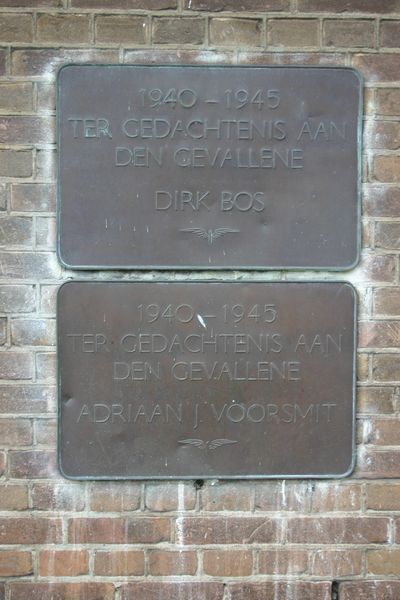 1940 – 1945
TER GEDACHTENIS AAN
DEN GEVALLENE
DIRK BOS
1940 – 1945
TER GEDACHTENIS AAN
DEN GEVALLENE
ADRIAAN J. VOORSMIT